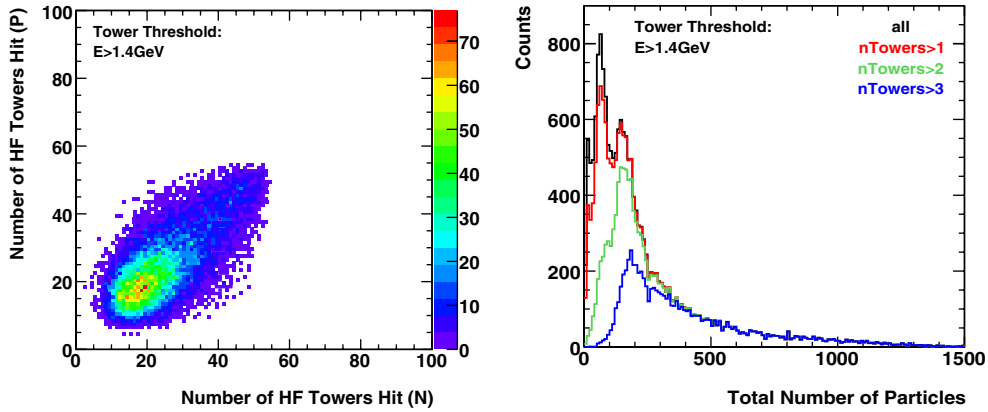 Number of HF Towers Hit (P)
Tower Threshold:
E>1.4GeV
100
80
60
40
20
0
0 20 40 60 80 100
Number of HF Towers Hit (N)
70
60
50
40
30
20
10
0
Counts
Tower Threshold:
E>1.4GeV
all
nTowers>1
nTowers>2
nTowers>3
800
600
400
200
0
0 500 1000 1500
Total Number of Particles